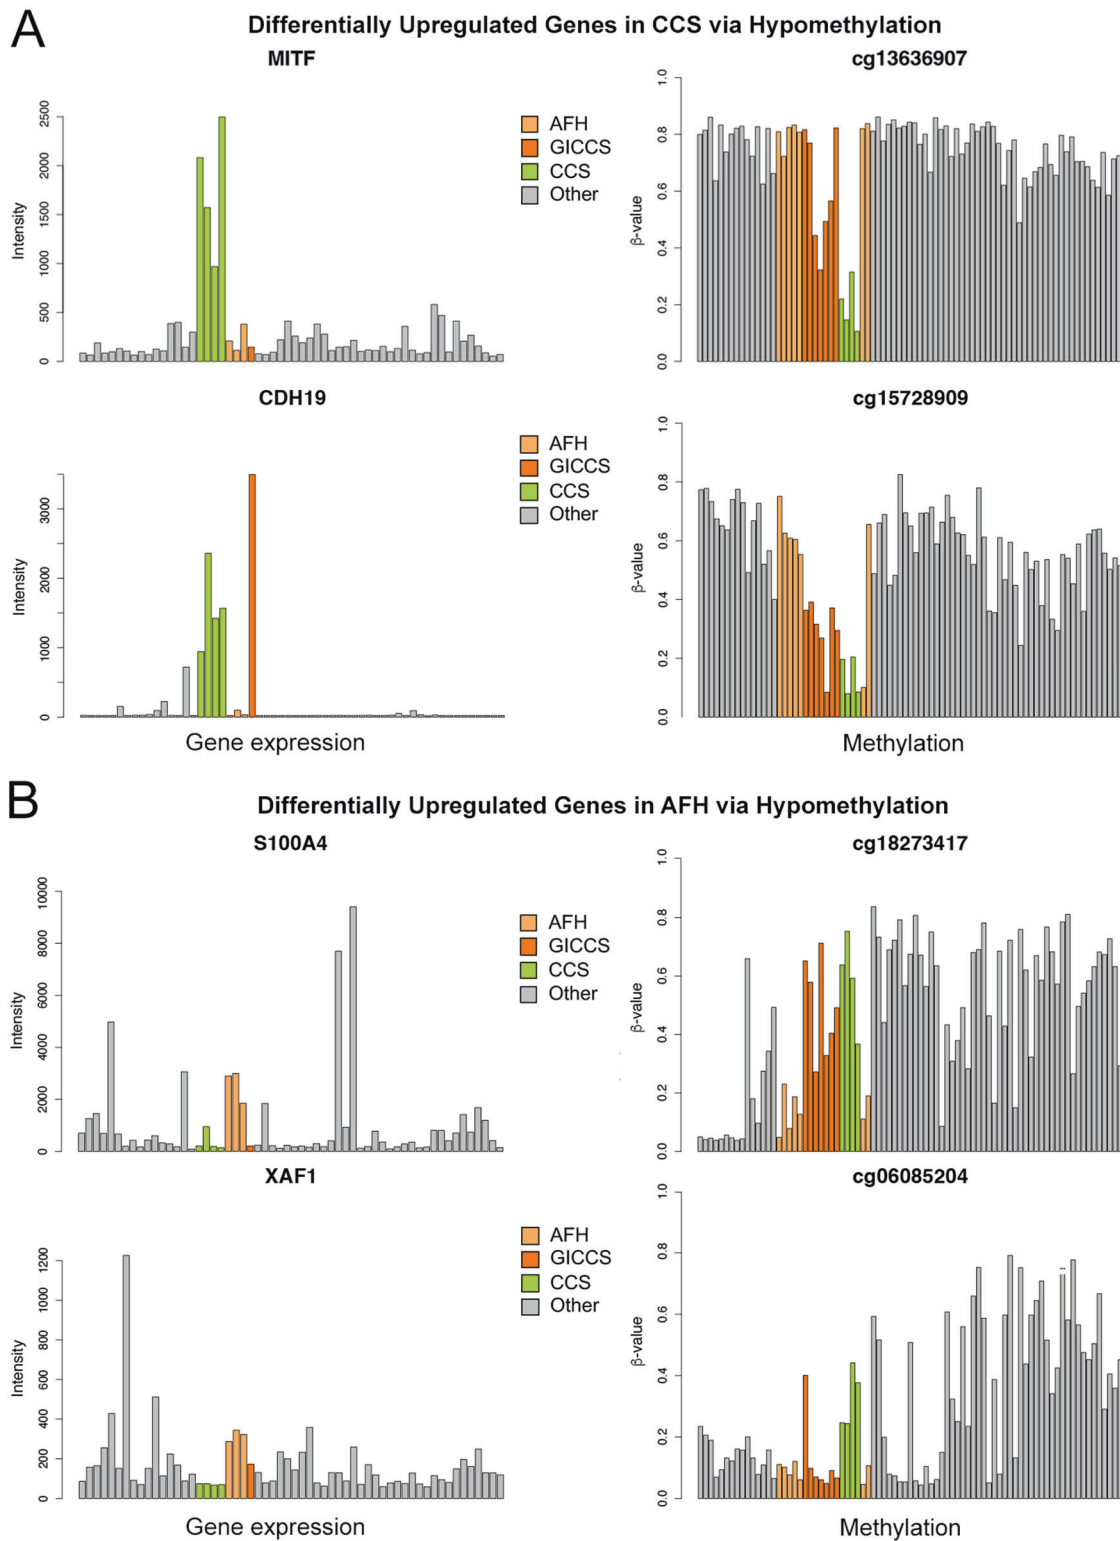 A
Differentially Upregulated Genes in CCS via Hypomethylation
MITF
Intensity
0
500
1000
1500
2000
2500
AFH
GICCS
CCS
Other
cg13636907
β-value
0.0
0.2
0.4
0.6
0.8
1.0
CDH19
Intensity
0
1000
2000
3000
AFH
GICCS
CCS
Other
Gene expression
cg15728909
β-value
0.0
0.2
0.4
0.6
0.8
1.0
Methylation
B
Differentially Upregulated Genes in AFH via Hypomethylation
S100A4
Intensity
0
2000
4000
6000
8000
10000
AFH
GICCS
CCS
Other
cg18273417
β-value
0.0
0.2
0.4
0.6
0.8
1.0
XAF1
Intensity
0
200
400
600
800
1000
1200
AFH
GICCS
CCS
Other
Gene expression
cg06085204
β-value
0.0
0.2
0.4
0.6
0.8
1.0
Methylation